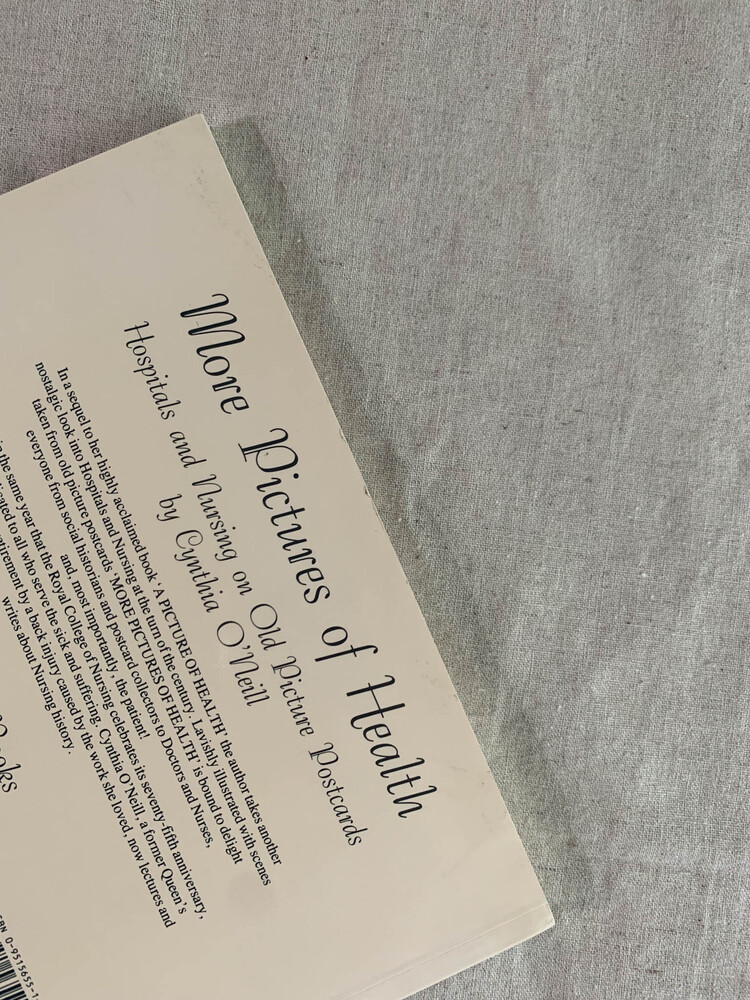 More Pictures of Health
Hospitals and Nursing on Old Picture Postcards
by Cynthia O'Neill
In a sequel to her highly acclaimed book 'A PICTURE OF HEALTH' the author takes another
nostalgic look into Hospitals and Nursing at the turn of the century. Lavishly illustrated with scenes
taken from old picture postcards 'MORE PICTURES OF HEALTH' is bound to delight
everyone from social historians and postcard collectors to Doctors and Nurses,
and, most importantly, the patient!
in the same year that the Royal College of Nursing celebrates its seventy-fifth anniversary,
to all who serve the sick and suffering. Cynthia O'Neill, a former Queen's
by a back injury caused by the work she loved, now lectures and
writes about Nursing history.
0-9515655-1